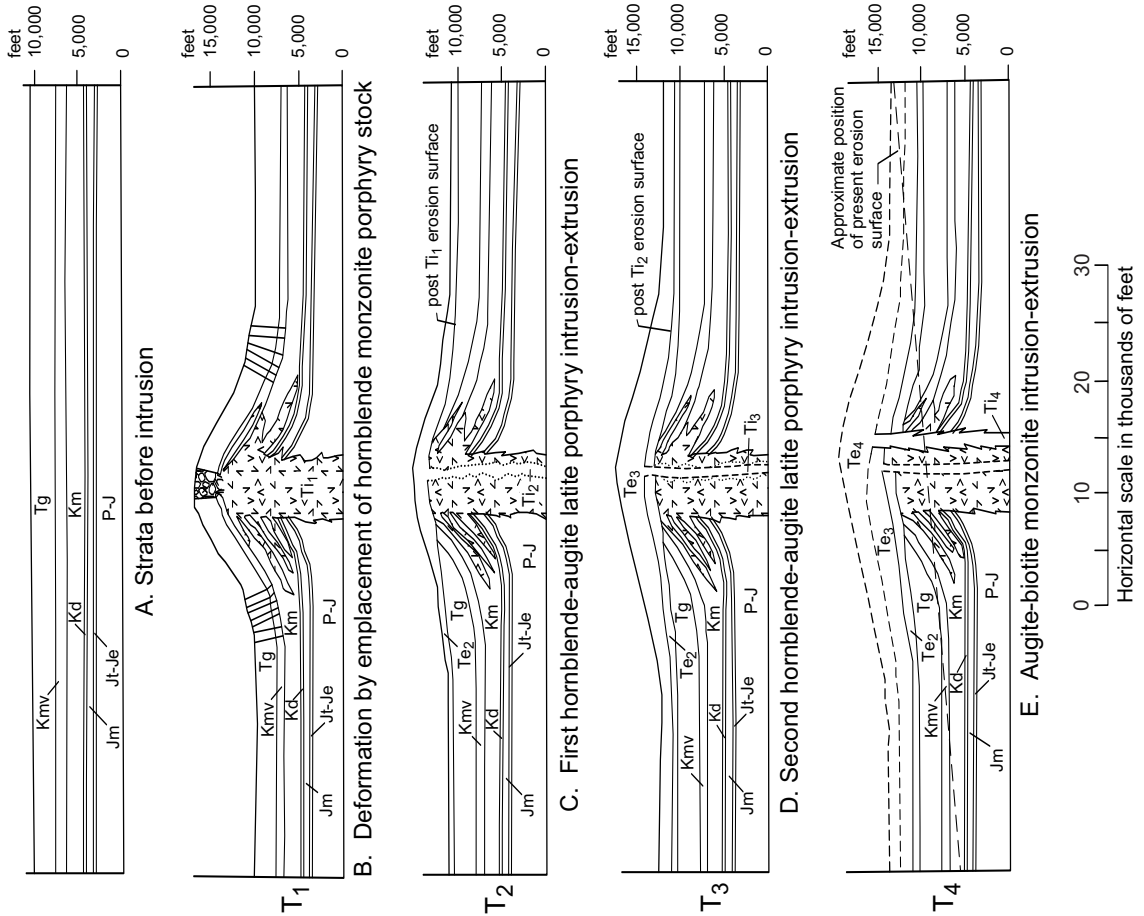 feet
10,000
5,000
0
Kmv
Tg
Kd
Km
Jm
Jt-Je
P-J
A. Strata before intrusion
T1
feet
15,000
10,000
5,000
0
Tg
Kmv
Km
Kd
Ti1
Jm
Jt-Je
P-J
B. Deformation by emplacement of hornblende monzonite porphyry stock
T2
feet
10,000
5,000
0
post Ti1 erosion surface
Te2
Tg
Kmv
Km
Kd
Ti2
Jm
Jt-Je
P-J
C. First hornblende-augite latite porphyry intrusion-extrusion
T3
feet
15,000
10,000
5,000
0
post Ti2 erosion surface
Te3
Te2
Tg
Kmv
Km
Kd
Ti3
Jm
Jt-Je
P-J
D. Second hornblende-augite latite porphyry intrusion-extrusion
T4
feet
15,000
10,000
5,000
0
Approximate position
of present erosion
surface
Te4
Te3
Te2
Tg
Kmv
Km
Kd
Ti4
Jm
Jt-Je
P-J
E. Augite-biotite monzonite intrusion-extrusion
0 10 20 30
Horizontal scale in thousands of feet